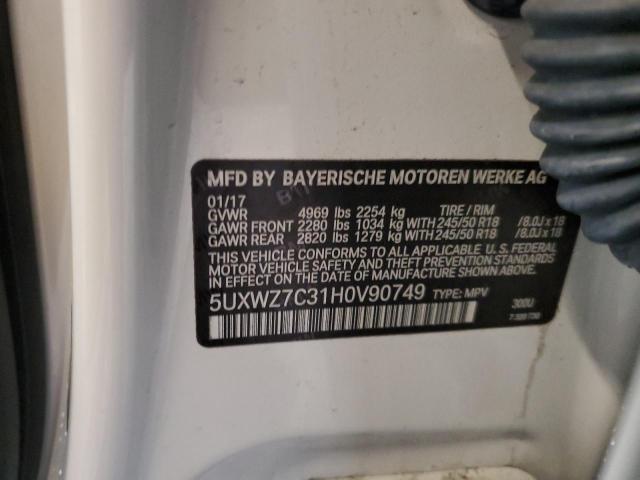 MFD BY BAYERISCHE MOTOREN WERKE AG
01/17
GVWR 4969 lbs 2254 kg TIRE / RIM
GAWR FRONT 2280 lbs 1034 kg WITH 245/50 R18 /8.0J x 18
GAWR REAR 2820 lbs 1279 kg WITH 245/50 R18 /8.0J x 18
THIS VEHICLE CONFORMS TO ALL APPLICABLE U.S. FEDERAL
MOTOR VEHICLE SAFETY, BUMPER, AND THEFT PREVENTION STANDARDS
IN EFFECT ON THE DATE OF MANUFACTURE SHOWN ABOVE.
5UXWZ7C31H0V90749 TYPE: MPV
300U